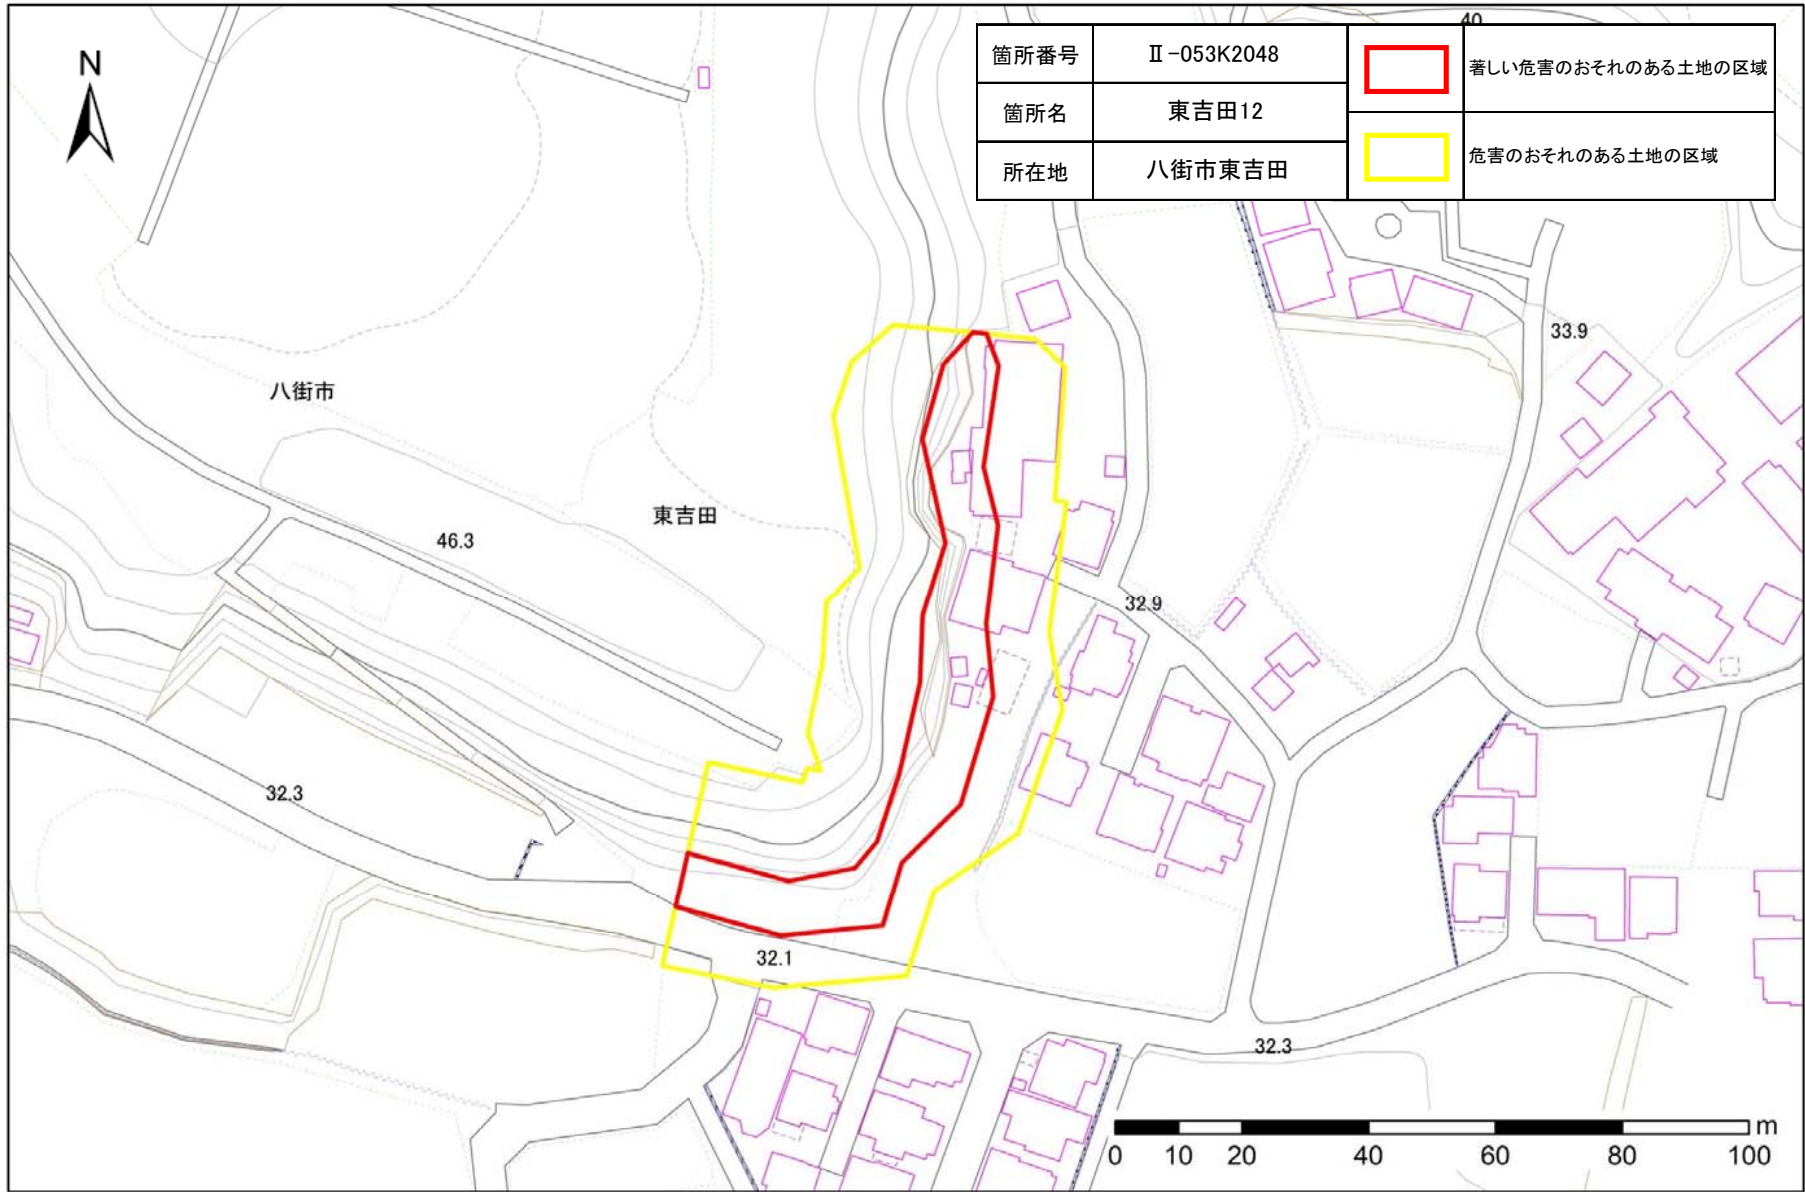 40
N
箇所番号 Ⅱ-053K2048 著しい危害のおそれのある土地の区域
箇所名 東吉田12
危害のおそれのある土地の区域
所在地 八街市東吉田
33.9
八街市
東吉田
46.3
32.9
32.3
32.1
32.3
m
0 10 20 40 60 80 100